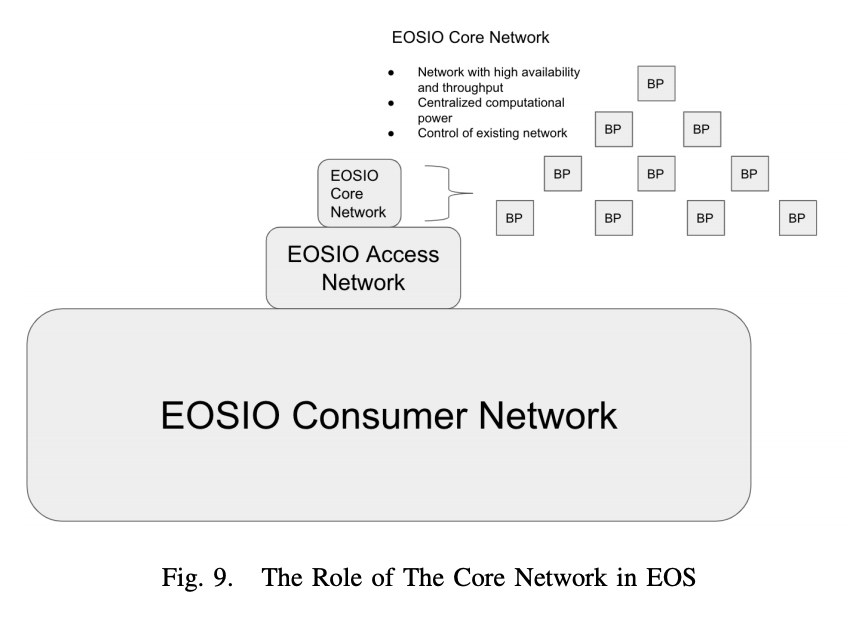 EOSIO Core Network
● Network with high availability
and throughput
● Centralized computational
power
● Control of existing network
BP
BP BP
BP BP BP
BP BP BP BP
EOSIO
Core
Network
EOSIO Access
Network
EOSIO Consumer Network
Fig. 9. The Role of The Core Network in EOS